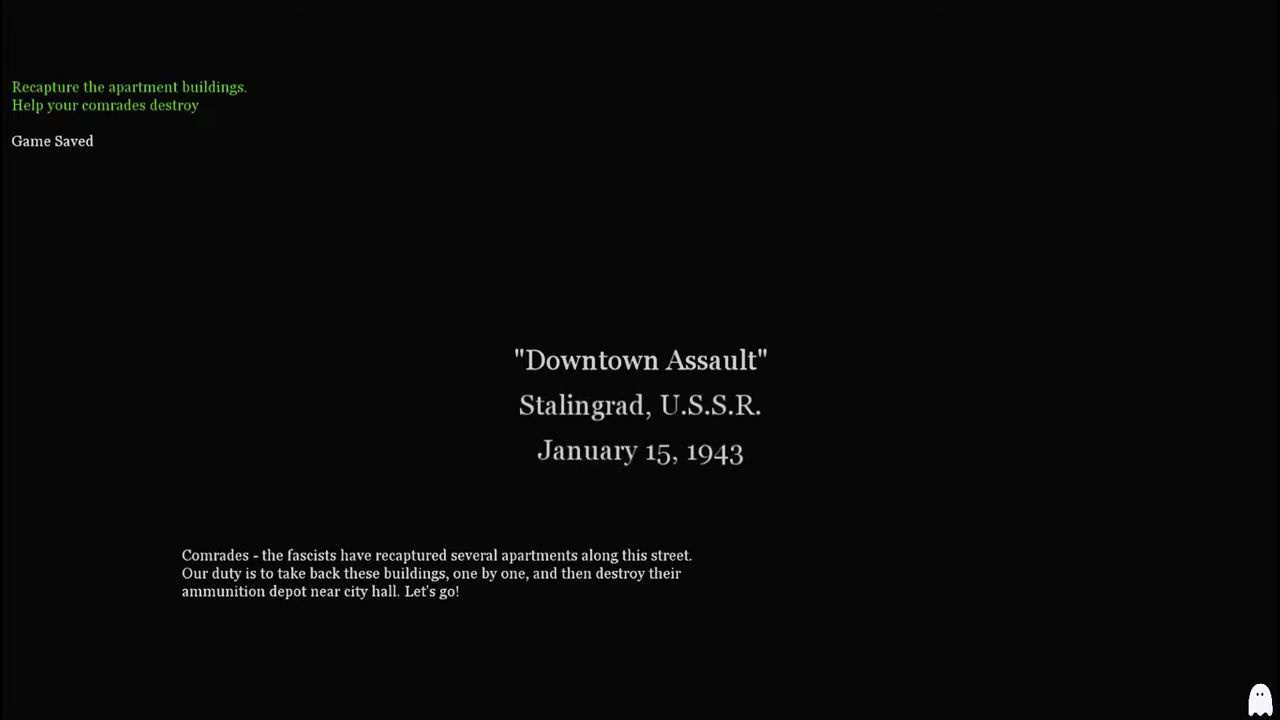 Recapture the apartment buildings.
Help your comrades destroy
Game Saved
"Downtown Assault"
Stalingrad, U.S.S.R.
January 15, 1943
Comrades - the fascists have recaptured several apartments along this street.
Our duty is to take back these buildings, one by one, and then destroy their
ammunition depot near city hall. Let's go!